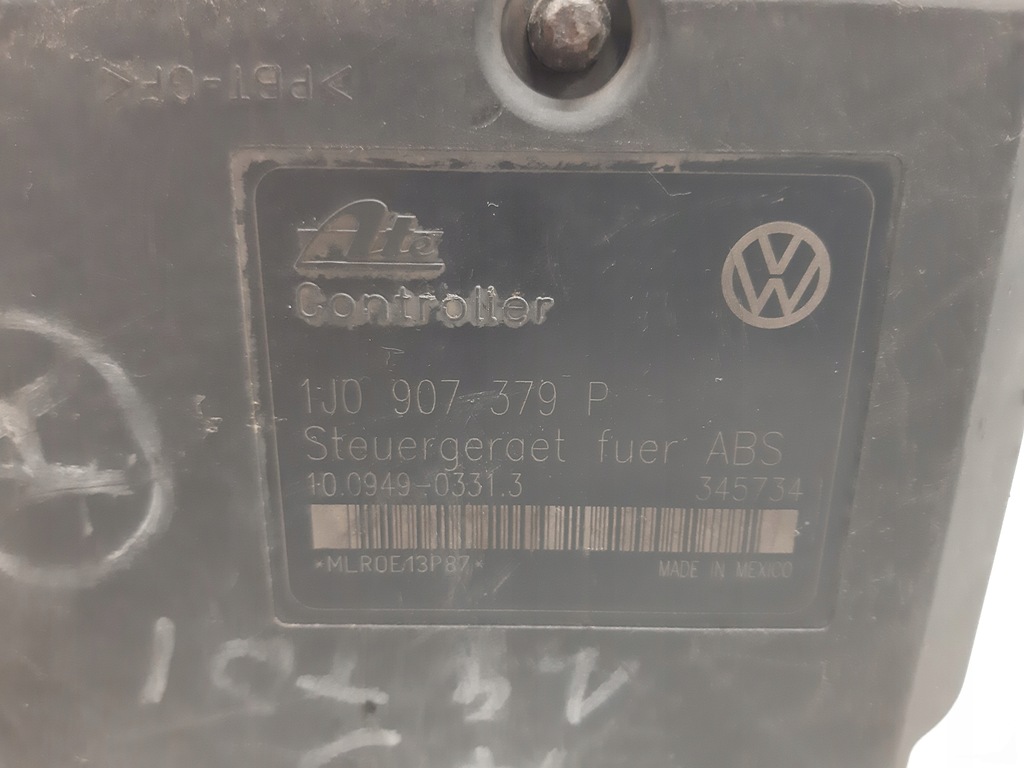 >PBT-GF<
Ate
Controller
VW
1J0 907 379 P
Steuergeraet fuer ABS
10.0949-0331.3 345734
*MLR0E13P87*
MADE IN MEXICO